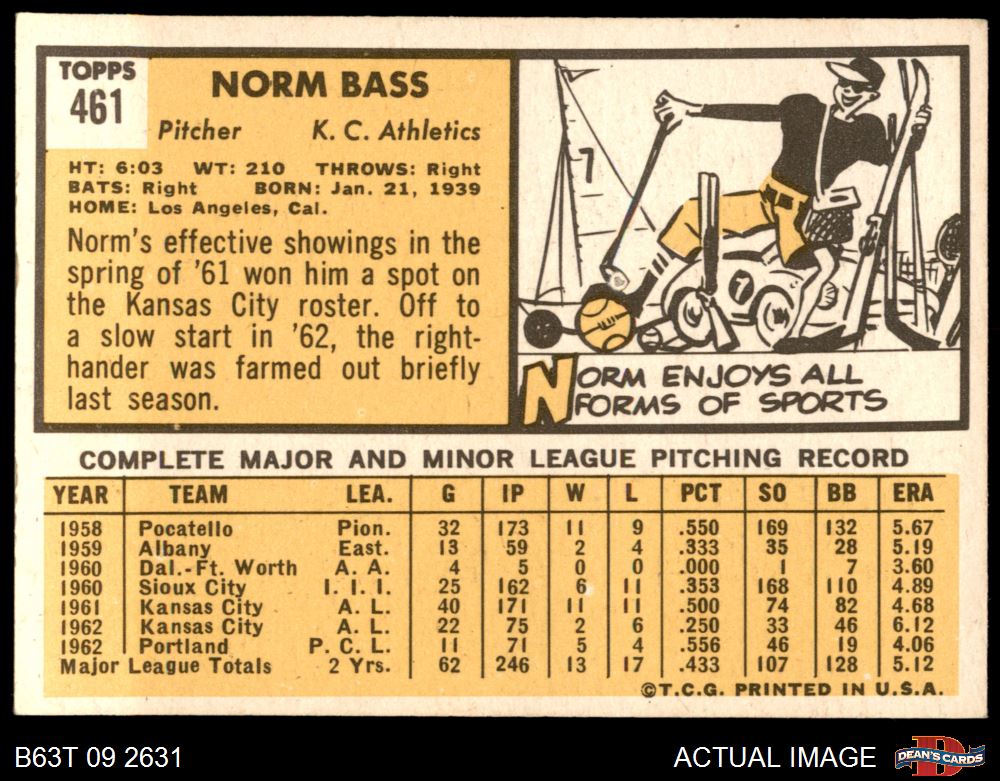 TOPPS
461
NORM BASS
Pitcher K. C. Athletics
HT: 6:03 WT: 210 THROWS: Right
BATS: Right BORN: Jan. 21, 1939
HOME: Los Angeles, Cal.
Norm's effective showings in the
spring of '61 won him a spot on
the Kansas City roster. Off to
a slow start in '62, the right-
hander was farmed out briefly
last season.
7
7
NORM ENJOYS ALL
FORMS OF SPORTS
COMPLETE MAJOR AND MINOR LEAGUE PITCHING RECORD
YEAR TEAM LEA. G IP W L PCT SO BB ERA
1958 Pocatello Pion. 32 173 11 9 .550 169 132 5.67
1959 Albany East. 13 59 2 4 .333 35 28 5.19
1960 Dal.-Ft. Worth A. A. 4 5 0 0 .000 1 7 3.60
1960 Sioux City I. I. I. 25 162 6 11 .353 168 110 4.89
1961 Kansas City A. L. 40 171 11 11 .500 74 82 4.68
1962 Kansas City A. L. 22 75 2 6 .250 33 46 6.12
1962 Portland P. C. L. 11 71 5 4 .556 46 19 4.06
Major League Totals 2 Yrs. 62 246 13 17 .433 107 128 5.12
©T.C.G. PRINTED IN U.S.A.
B63T 09 2631 ACTUAL IMAGE DEAN'S CARDS